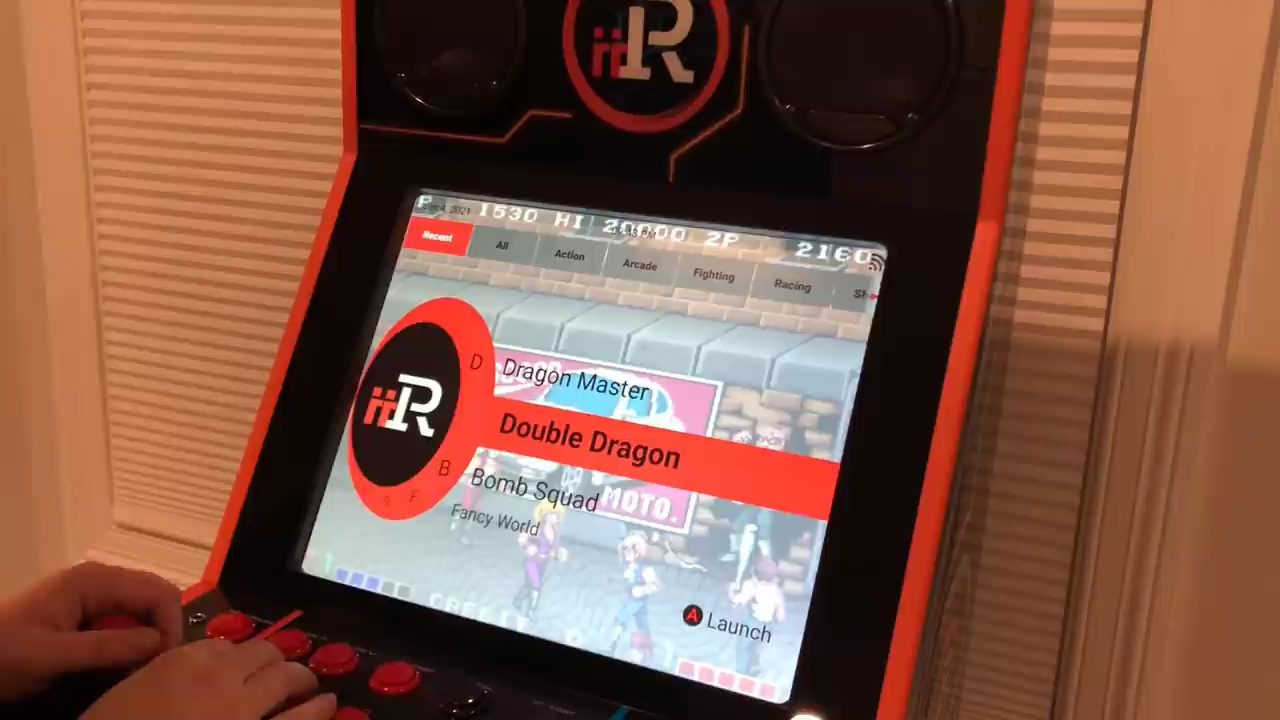 iiR
P 1530 HI 20000 2P 2160
2021
Recent All Action Arcade Fighting Racing
D Dragon Master
iiR
Double Dragon
B Bomb Squad
MOTO.
S F Fancy World
A Launch